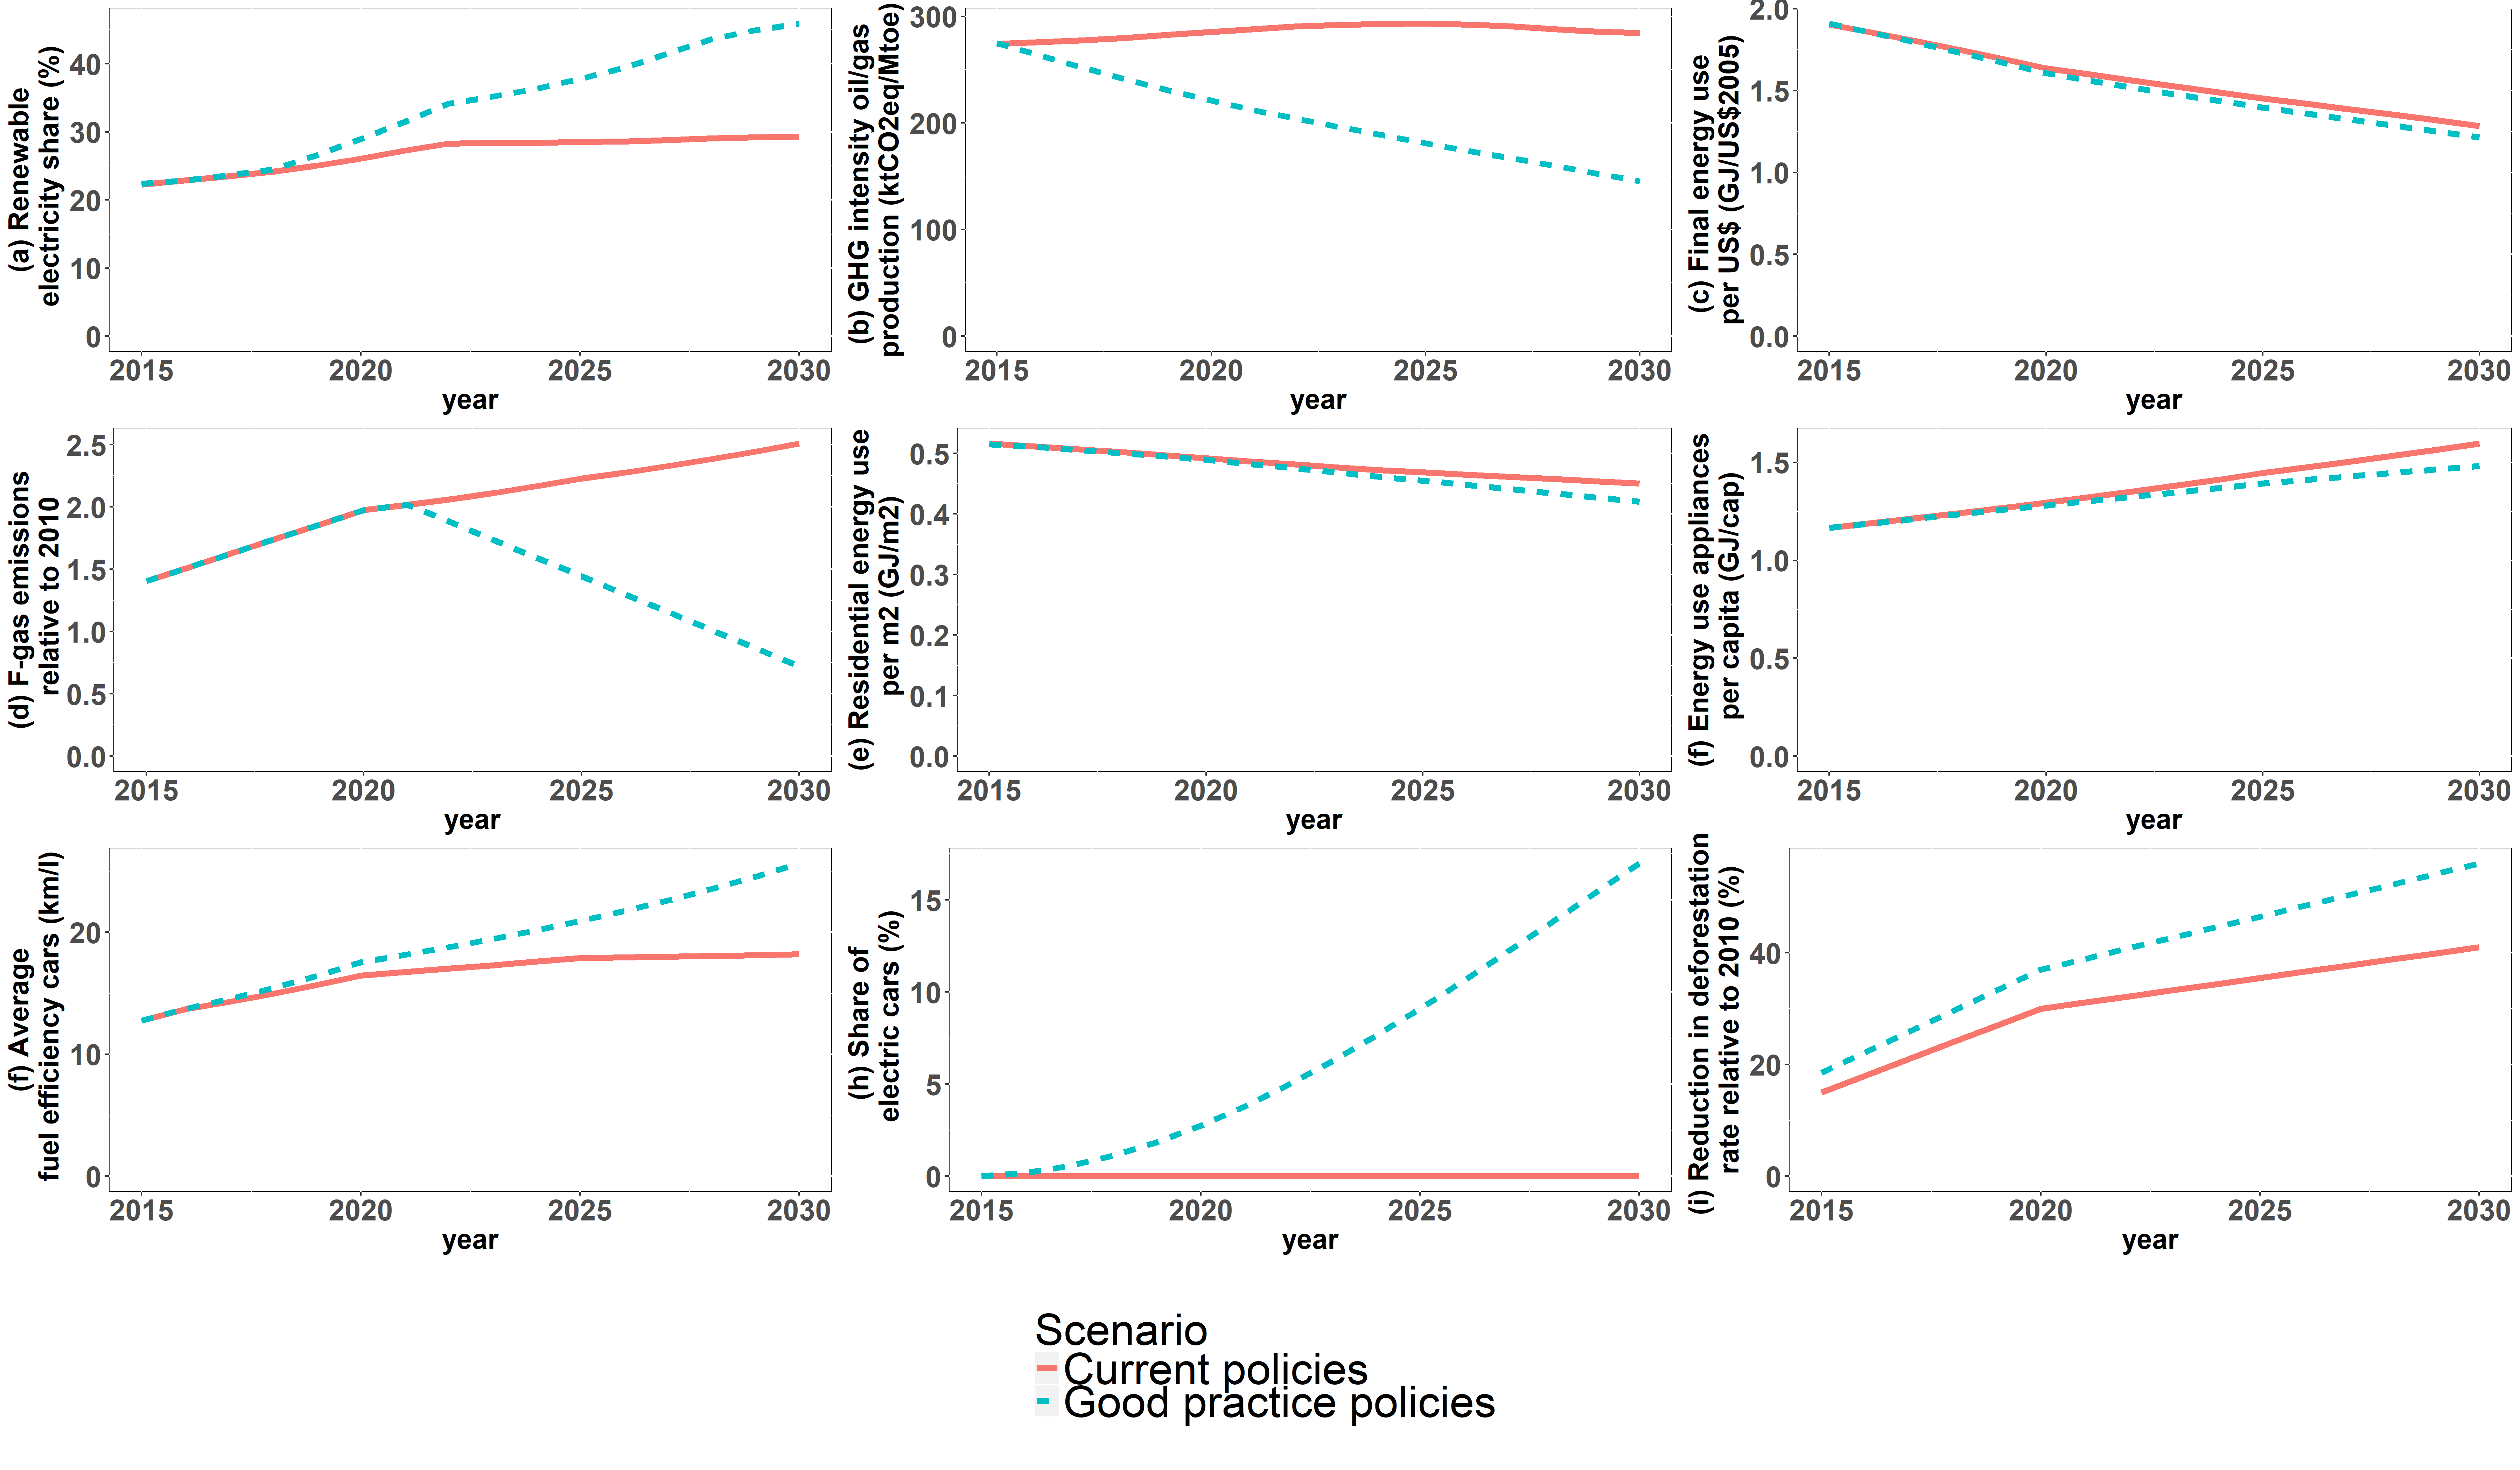 (a) Renewable
electricity share (%)
40
30
20
10
0
2015 2020 2025 2030
year
(b) GHG intensity oil/gas
production (ktCO2eq/Mtoe)
300
200
100
0
2015 2020 2025 2030
year
(c) Final energy use
per US$ (GJ/US$2005)
2.0
1.5
1.0
0.5
0.0
2015 2020 2025 2030
year
(d) F-gas emissions
relative to 2010
2.5
2.0
1.5
1.0
0.5
0.0
2015 2020 2025 2030
year
(e) Residential energy use
per m2 (GJ/m2)
0.5
0.4
0.3
0.2
0.1
0.0
2015 2020 2025 2030
year
(f) Energy use appliances
per capita (GJ/cap)
1.5
1.0
0.5
0.0
2015 2020 2025 2030
year
(f) Average
fuel efficiency cars (km/l)
20
10
0
2015 2020 2025 2030
year
(h) Share of
electric cars (%)
15
10
5
0
2015 2020 2025 2030
year
(i) Reduction in deforestation
rate relative to 2010 (%)
40
20
0
2015 2020 2025 2030
year
Scenario
Current policies
Good practice policies